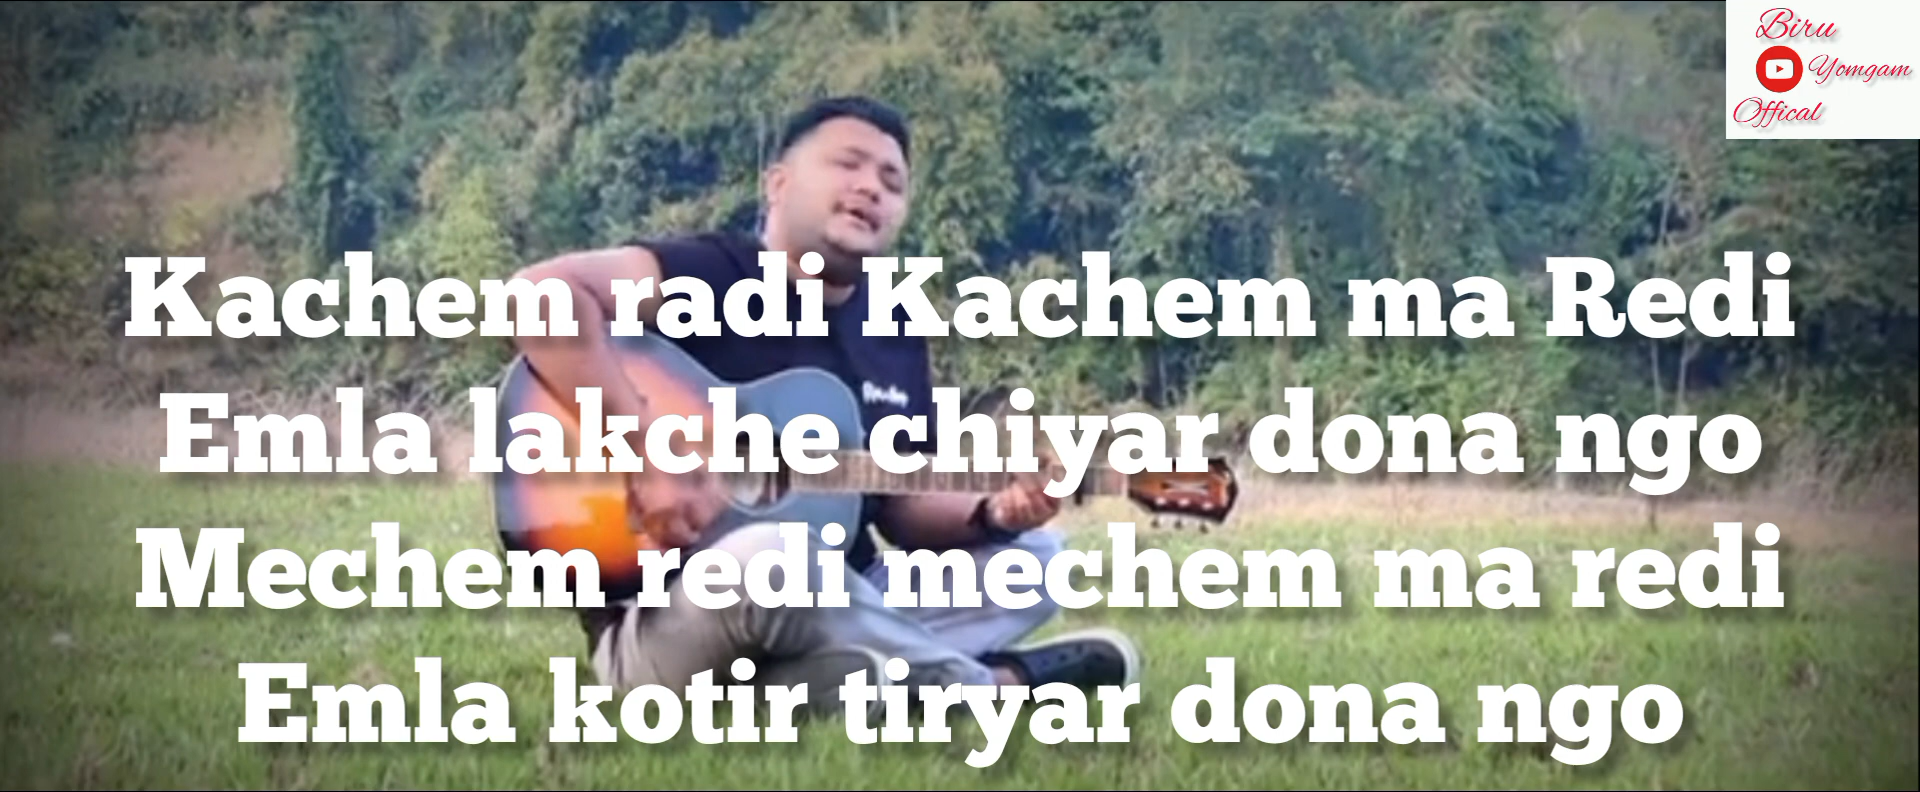 Biru
Yomgam
Offical
Kachem radi Kachem ma Redi
Emla lakche chiyar dona ngo
Mechem redi mechem ma redi
Emla kotir tiryar dona ngo